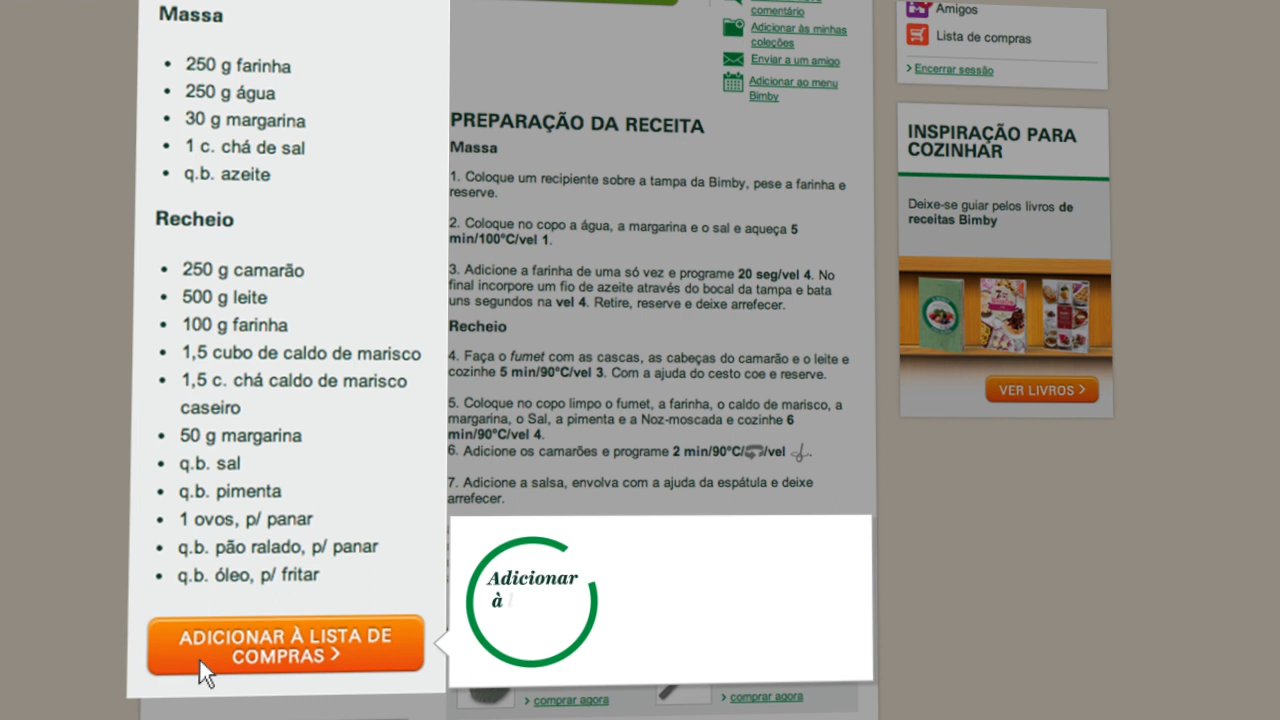 Massa
250 g farinha
250 g água
30 g margarina
1 c. chá de sal
q.b. azeite
Recheio
250 g camarão
500 g leite
100 g farinha
1,5 cubo de caldo de marisco
1,5 c. chá caldo de marisco
caseiro
50 g margarina
q.b. sal
q.b. pimenta
1 ovos, p/ panar
q.b. pão ralado, p/ panar
q.b. óleo, p/ fritar
ADICIONAR À LISTA DE
COMPRAS >
comentário
Adicionar às minhas
coleções
Enviar a um amigo
Adicionar ao menu
Bimby
PREPARAÇÃO DA RECEITA
Massa
1. Coloque um recipiente sobre a tampa da Bimby, pese a farinha e
reserve.
2. Coloque no copo a água, a margarina e o sal e aqueça 5
min/100°C/vel 1.
3. Adicione a farinha de uma só vez e programe 20 seg/vel 4. No
final incorpore um fio de azeite através do bocal da tampa e bata
uns segundos na vel 4. Retire, reserve e deixe arrefecer.
Recheio
4. Faça o fumet com as cascas, as cabeças do camarão e o leite e
cozinhe 5 min/90°C/vel 3. Com a ajuda do cesto coe e reserve.
5. Coloque no copo limpo o fumet, a farinha, o caldo de marisco, a
margarina, o Sal, a pimenta e a Noz-moscada e cozinhe 6
min/90°C/vel 4.
6. Adicione os camarões e programe 2 min/90°C/ /vel .
7. Adicione a salsa, envolva com a ajuda da espátula e deixe
arrefecer.
Adicionar
à l
> comprar agora
> comprar agora
Amigos
Lista de compras
> Encerrar sessão
INSPIRAÇÃO PARA
COZINHAR
Deixe-se guiar pelos livros de
receitas Bimby
VER LIVROS >